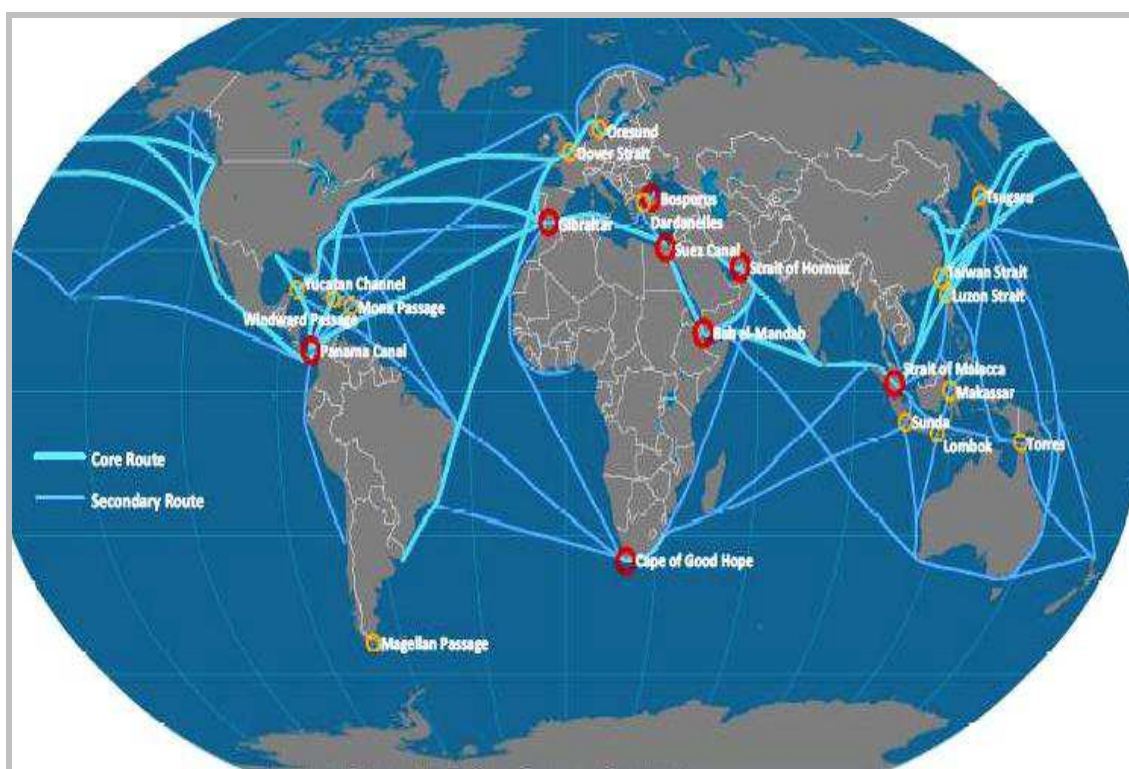 Oresund
Dover Strait
Bosporus
Tsugaru
Gibraltar
Dardanelles
Suez Canal
Strait of Hormuz
Taiwan Strait
Yucatan Channel
Luzon Strait
Mona Passage
Windward Passage
Bab el-Mandab
Panama Canal
Strait of Malacca
Makassar
Sunda
Lombok
Torres
Core Route
Secondary Route
Cape of Good Hope
Magellan Passage